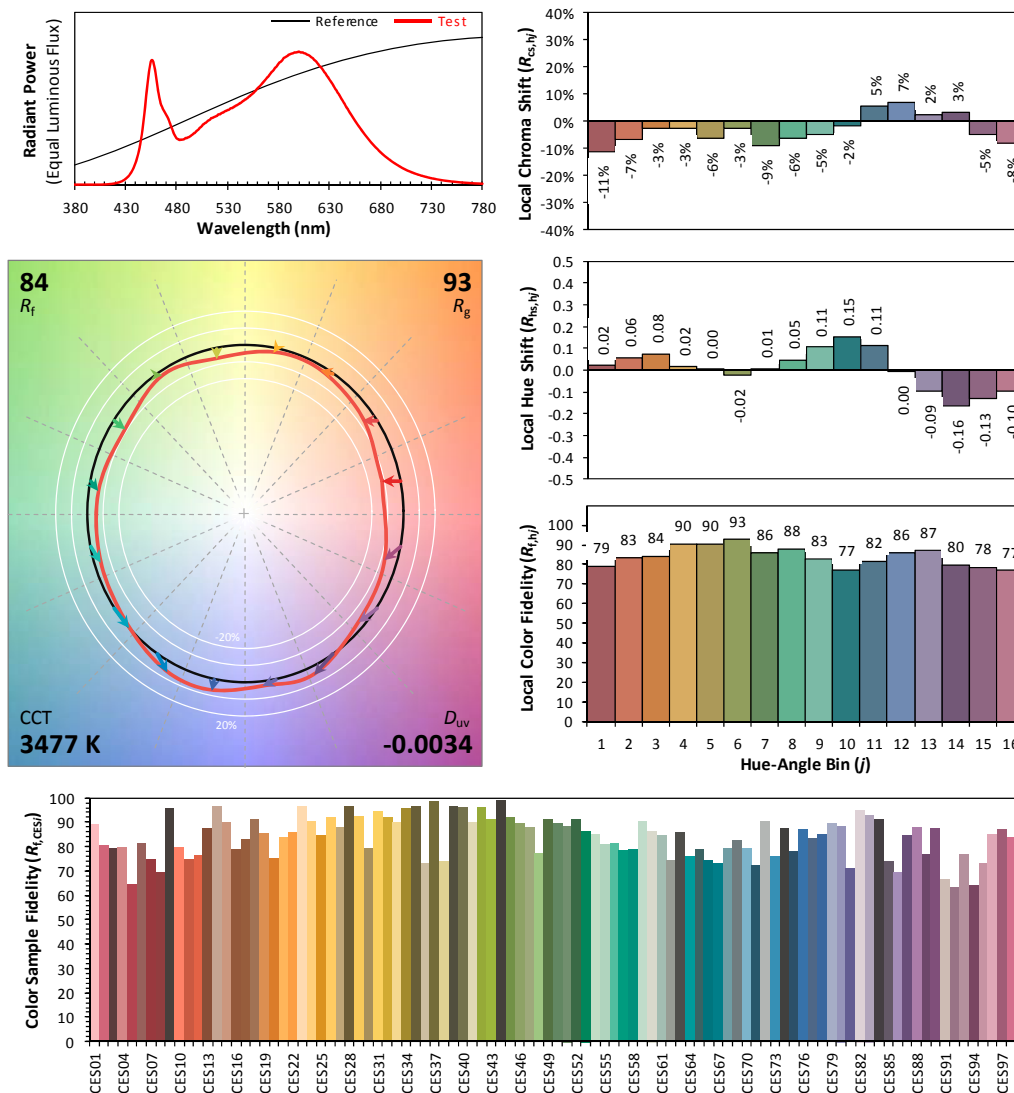 Reference Test
Radiant Power
(Equal Luminous Flux)
380 430 480 530 580 630 680 730 780
Wavelength (nm)
Local Chroma Shift (Rcs,hj)
40%
30%
20%
10%
0%
-10%
-20%
-30%
-40%
-11% -7% -3% -3% -6% -3% -9% -6% -5% -2% 5% 7% 2% 3% -5% -8%
84
Rf
93
Rg
-20%
20%
CCT
3477 K
Duv
-0.0034
Local Hue Shift (Rhs,hj)
0.5
0.4
0.3
0.2
0.1
0.0
-0.1
-0.2
-0.3
-0.4
-0.5
0.02 0.06 0.08 0.02 0.00 -0.02 0.01 0.05 0.11 0.15 0.11 0.00 -0.09 -0.16 -0.13 -0.10
Local Color Fidelity (Rf,hj)
100
90
80
70
60
50
40
30
20
10
0
79 83 84 90 90 93 86 88 83 77 82 86 87 80 78 77
1 2 3 4 5 6 7 8 9 10 11 12 13 14 15 16
Hue-Angle Bin (j)
Color Sample Fidelity (Rf,CESi)
100
90
80
70
60
50
40
30
20
10
0
CES01 CES04 CES07 CES10 CES13 CES16 CES19 CES22 CES25 CES28 CES31 CES34 CES37 CES40 CES43 CES46 CES49 CES52 CES55 CES58 CES61 CES64 CES67 CES70 CES73 CES76 CES79 CES82 CES85 CES88 CES91 CES94 CES97